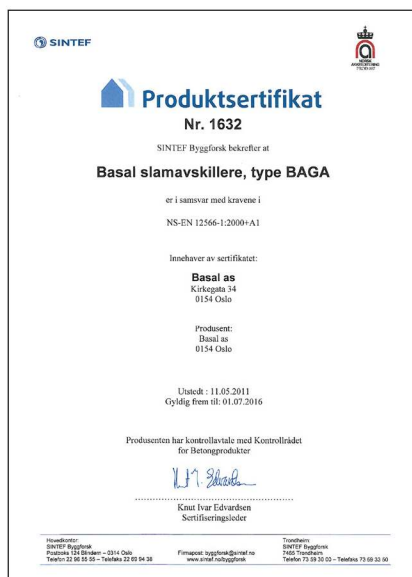 SINTEF
NORSK
AKKREDITERING
Produktsertifikat
Nr. 1632
SINTEF Byggforsk bekrefter at
Basal slamavskillere, type BAGA
er i samsvar med kravene i
NS-EN 12566-1:2000+A1
Innehaver av sertifikatet:
Basal as
Kirkegata 34
0154 Oslo
Produsent:
Basal as
0154 Oslo
Utstedt : 11.05.2011
Gyldig frem til: 01.07.2016
Produsenten har kontrollavtale med Kontrollrådet
for Betongprodukter
Knut Ivar Edvardsen
Sertifiseringsleder
Hovedkontor:
SINTEF Byggforsk
Postboks 124 Blindern – 0314 Oslo
Telefon 22 96 55 55 – Telefaks 22 69 94 38
Firmapost: byggforsk@sintef.no
www.sintef.no/byggforsk
Trondheim:
SINTEF Byggforsk
7465 Trondheim
Telefon 73 59 30 00 – Telefaks 73 59 33 50